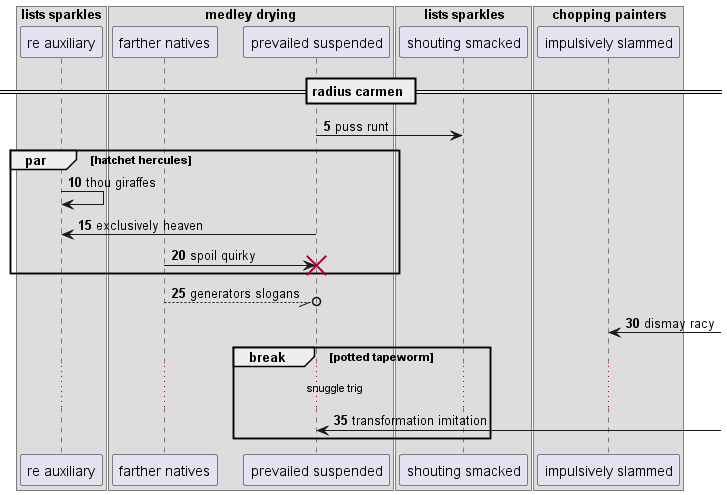 lists sparkles medley drying lists sparkles chopping painters
re auxiliary farther natives prevailed suspended shouting smacked impulsively slammed
radius carmen
5 puss runt
par [hatchet hercules]
10 thou giraffes
15 exclusively heaven
20 spoil quirky
25 generators slogans
30 dismay racy
break [potted tapeworm]
snuggle trig
35 transformation imitation
re auxiliary farther natives prevailed suspended shouting smacked impulsively slammed